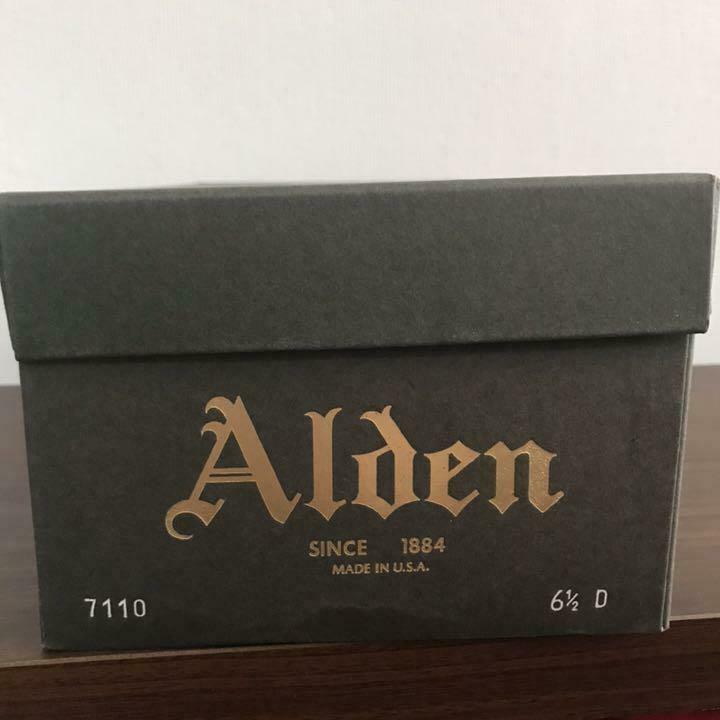 Alden
SINCE 1884
MADE IN U.S.A.
7110 6½ D